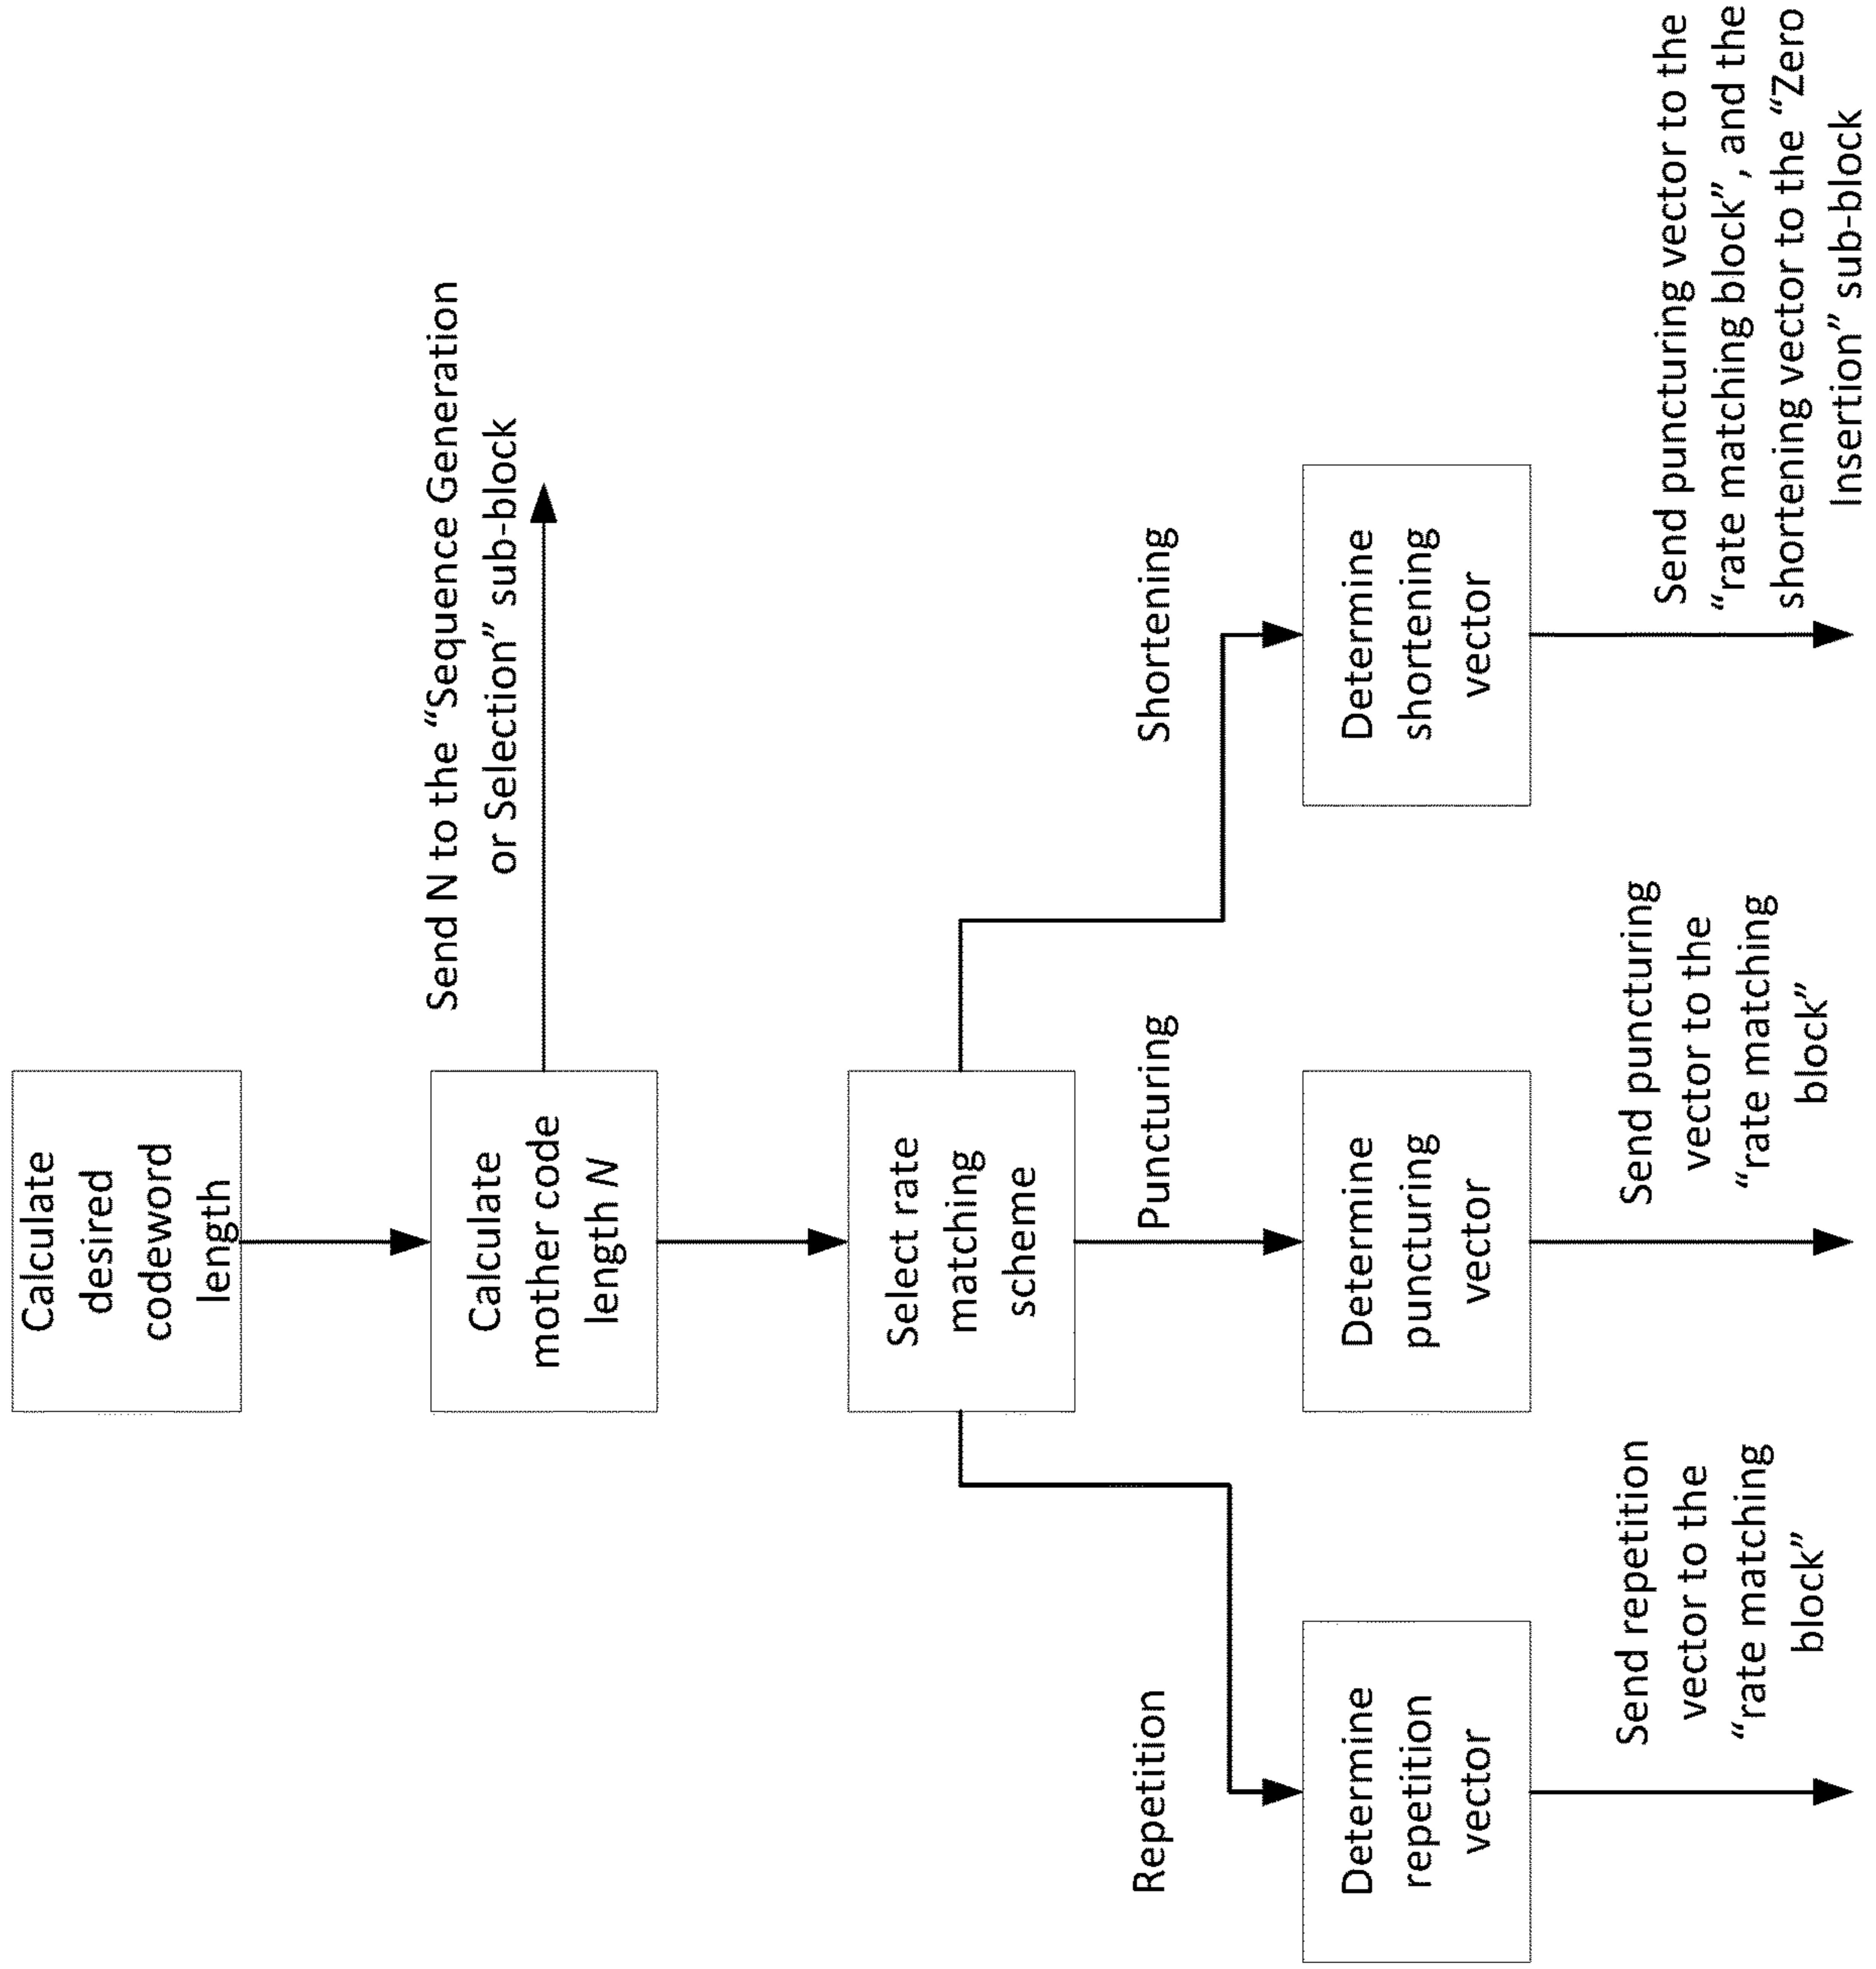 Calculate
desired
codeword
length
Send N to the “Sequence Generation
or Selection” sub-block
Calculate
mother code
length N
Select rate
matching
scheme
Repetition
Puncturing
Shortening
Determine
repetition
vector
Determine
puncturing
vector
Determine
shortening
vector
Send repetition
vector to the
“rate matching
block”
Send puncturing
vector to the
“rate matching
block”
Send puncturing vector to the
“rate matching block”, and the
shortening vector to the “Zero
Insertion” sub-block